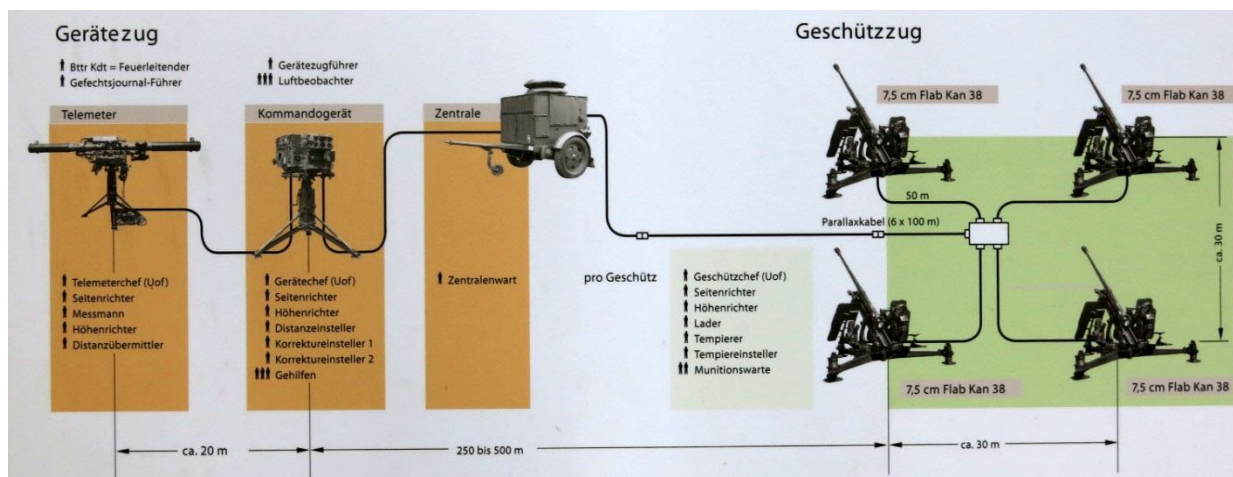 Gerätezug
Bttr Kdt = Feuerleitender
Gefechtsjournal-Führer
Gerätezugführer
Luftbeobachter
Telemeter
Kommandogerät
Zentrale
Telemeterchef (Uof)
Seitenrichter
Messmann
Höhenrichter
Distanzübermittler
Gerätechef (Uof)
Seitenrichter
Höhenrichter
Distanzeinsteller
Korrektureinsteller 1
Korrektureinsteller 2
Gehilfen
Zentralenwart
Geschützzug
7,5 cm Flab Kan 38
7,5 cm Flab Kan 38
50 m
Parallaxkabel (6 x 100 m)
ca. 30 m
pro Geschütz
Geschützchef (Uof)
Seitenrichter
Höhenrichter
Lader
Tempierer
Tempiereinsteller
Munitionswarte
7,5 cm Flab Kan 38
7,5 cm Flab Kan 38
ca. 20 m
250 bis 500 m
ca. 30 m